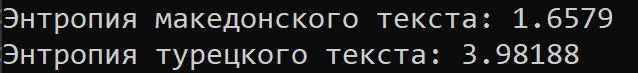 Энтропия македонского текста: 1.6579
Энтропия турецкого текста: 3.98188